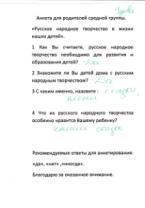 Анкета для родителей средней группы.
«Русское народное творчество в жизни
наших детей».
1 Как Вы считаете, русское народное
творчество необходимо для развития и
образования детей?
2 Знакомите ли Вы детей дома с русским
народным творчеством?
3 С каким именно, назовите:
4 Что из русского народного творчества
особенно нравится Вашему ребенку?
Рекомендуемые ответы для анкетирования:
«да», «нет», «иногда».
Благодарю за оказанное внимание.